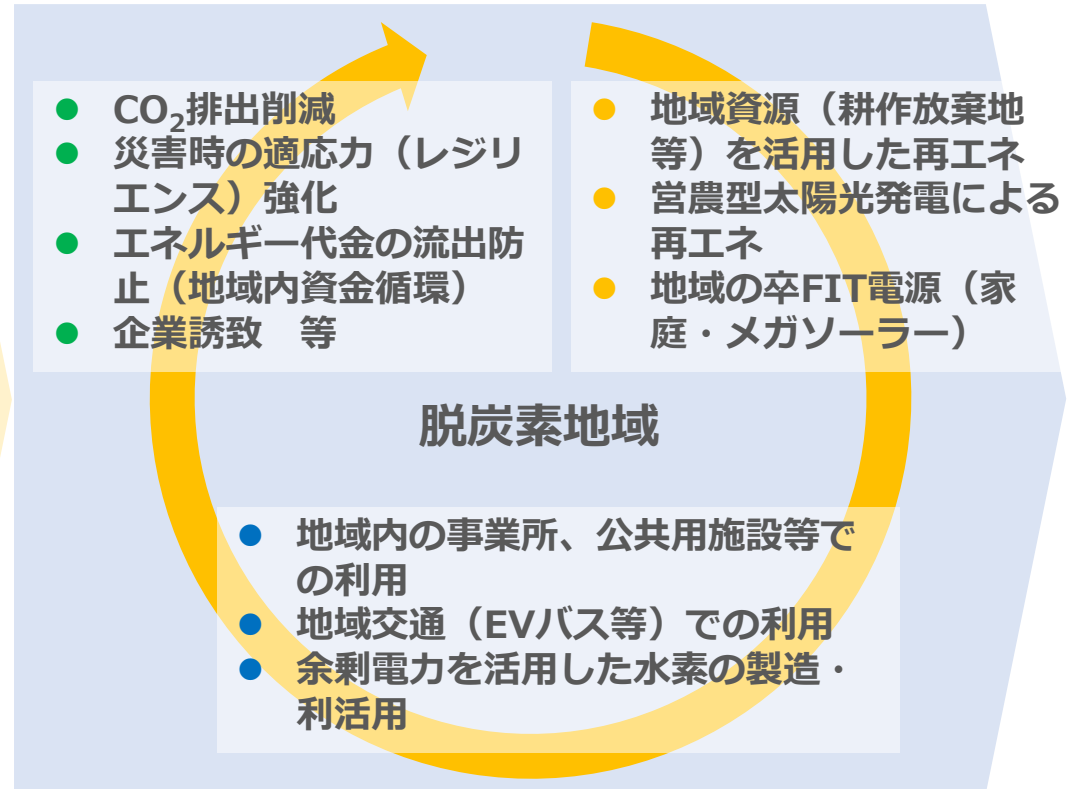 ● CO₂排出削減
● 災害時の適応力（レジリ
エンス）強化
● エネルギー代金の流出防
止（地域内資金循環）
● 企業誘致　等
● 地域資源（耕作放棄地
等）を活用した再エネ
● 営農型太陽光発電による
再エネ
● 地域の卒FIT電源（家
庭・メガソーラー）
脱炭素地域
● 地域内の事業所、公共用施設等で
の利用
● 地域交通（EVバス等）での利用
● 余剰電力を活用した水素の製造・
利活用